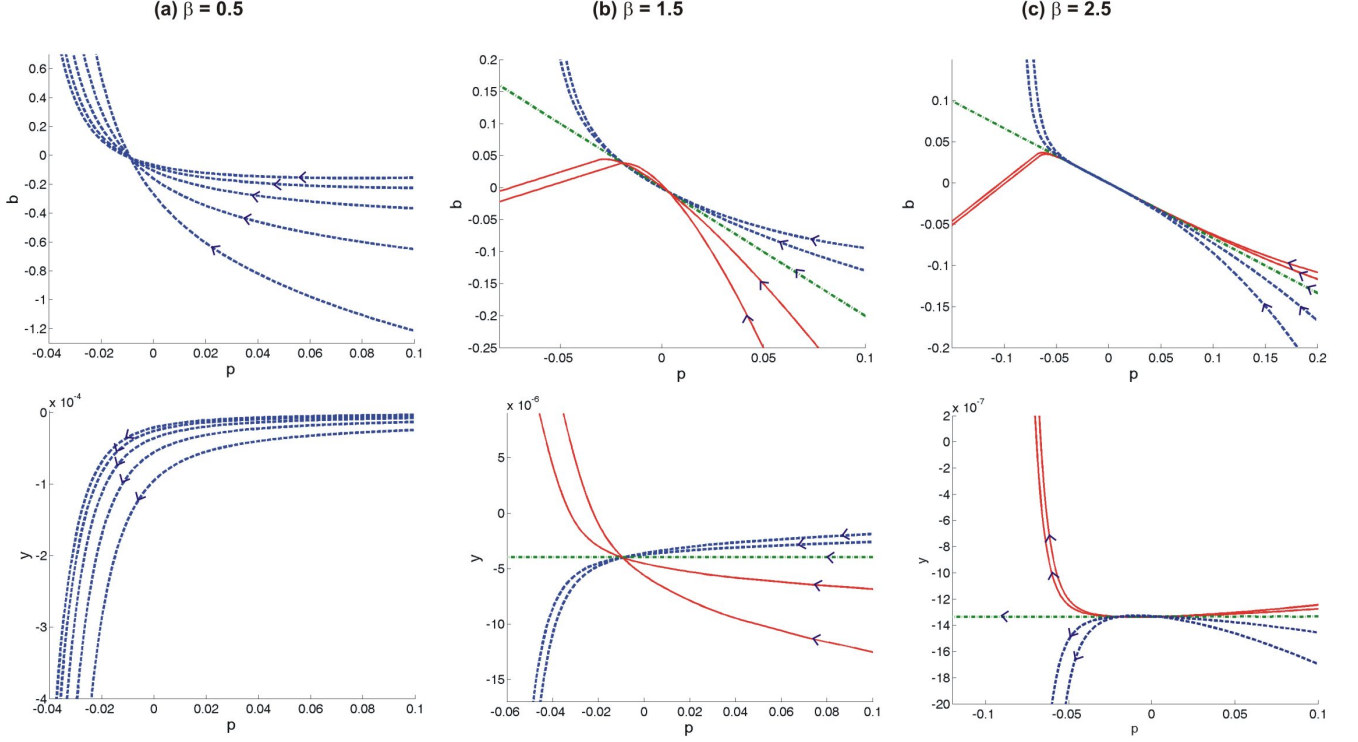 (a) β = 0.5
(b) β = 1.5
(c) β = 2.5
0.6
0.4
0.2
0
-0.2
-0.4
-0.6
-0.8
-1
-1.2
b
-0.04 -0.02 0 0.02 0.04 0.06 0.08 0.1
p
0.2
0.15
0.1
0.05
0
-0.05
-0.1
-0.15
-0.2
-0.25
b
-0.05 0 0.05 0.1
p
0.1
0.05
0
-0.05
-0.1
-0.15
-0.2
b
-0.1 -0.05 0 0.05 0.1 0.15 0.2
p
x 10⁻⁴
0
-1
-2
-3
-4
y
-0.04 -0.02 0 0.02 0.04 0.06 0.08 0.1
p
x 10⁻⁶
5
0
-5
-10
-15
y
-0.06 -0.04 -0.02 0 0.02 0.04 0.06 0.08 0.1
p
x 10⁻⁷
2
0
-2
-4
-6
-8
-10
-12
-14
-16
-18
-20
y
-0.1 -0.05 0 0.05 0.1
p